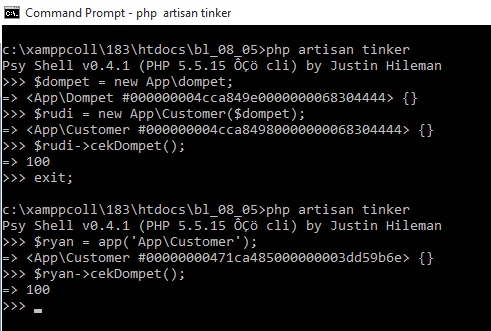 Command Prompt - php  artisan tinker
c:\xamppcoll\183\htdocs\bl_08_05>php artisan tinker
Psy Shell v0.4.1 (PHP 5.5.15 ÔÇö cli) by Justin Hileman
>>> $dompet = new App\dompet;
=> <App\Dompet #000000004cca849e0000000068304444> {}
>>> $rudi = new App\Customer($dompet);
=> <App\Customer #000000004cca84980000000068304444> {}
>>> $rudi->cekDompet();
=> 100
>>> exit;
c:\xamppcoll\183\htdocs\bl_08_05>php artisan tinker
Psy Shell v0.4.1 (PHP 5.5.15 ÔÇö cli) by Justin Hileman
>>> $ryan = app('App\Customer');
=> <App\Customer #00000000471ca485000000003dd59b6e> {}
>>> $ryan->cekDompet();
=> 100
>>>